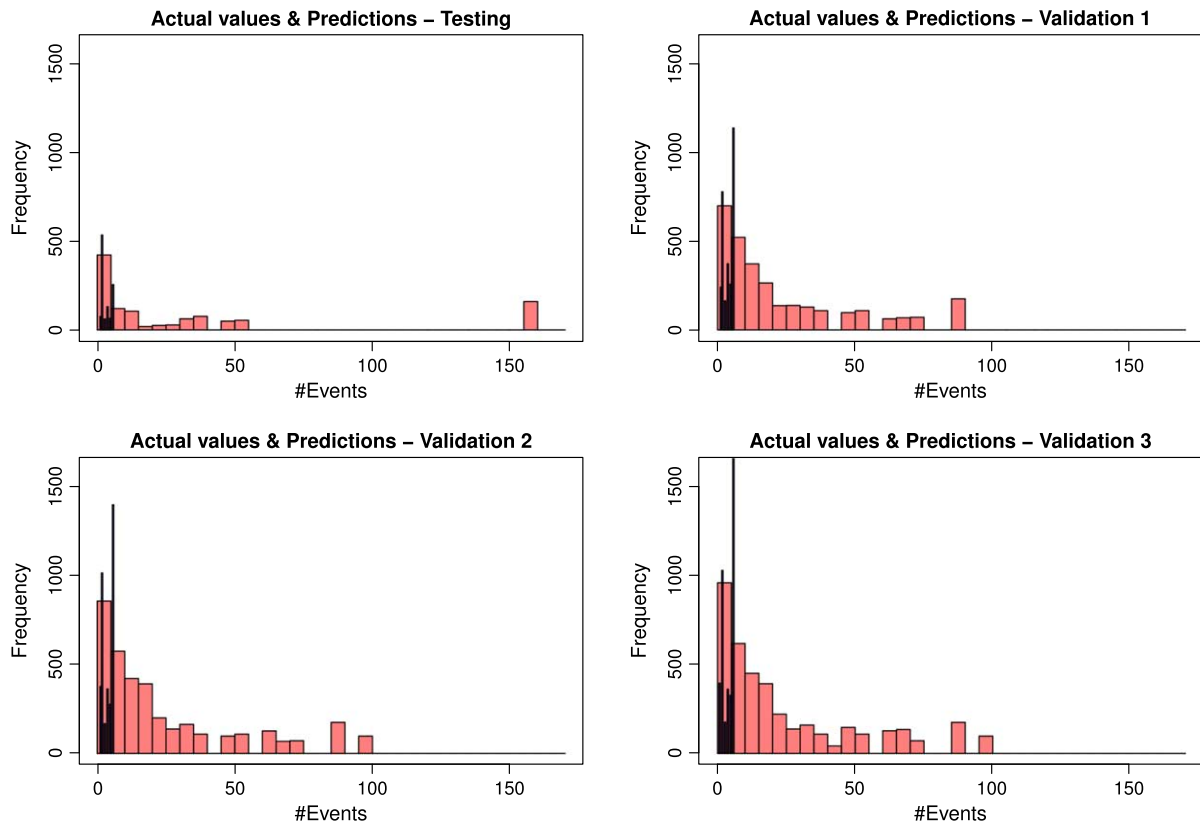 Actual values & Predictions – Testing
Frequency
0
500
1000
1500
0
50
100
150
#Events
Actual values & Predictions – Validation 1
Frequency
0
500
1000
1500
0
50
100
150
#Events
Actual values & Predictions – Validation 2
Frequency
0
500
1000
1500
0
50
100
150
#Events
Actual values & Predictions – Validation 3
Frequency
0
500
1000
1500
0
50
100
150
#Events